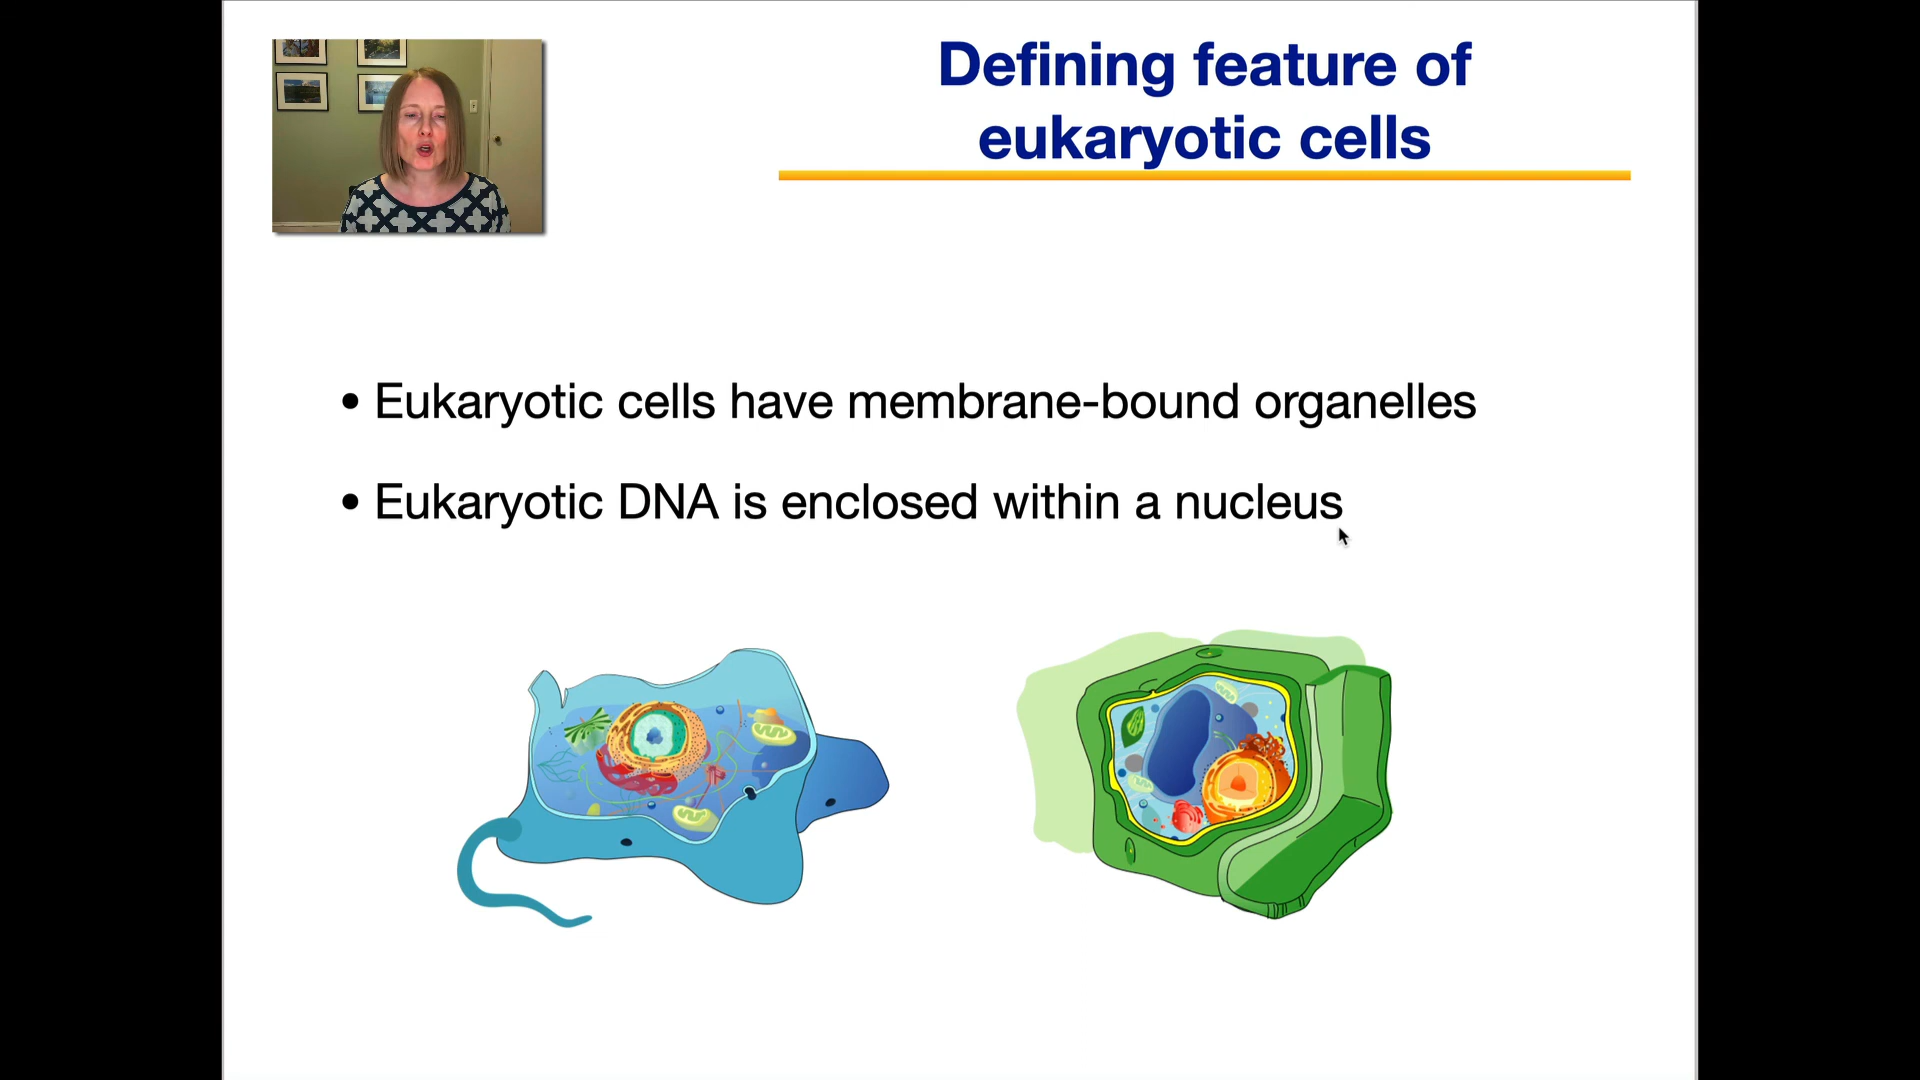 Defining feature of
eukaryotic cells
• Eukaryotic cells have membrane-bound organelles
• Eukaryotic DNA is enclosed within a nucleus